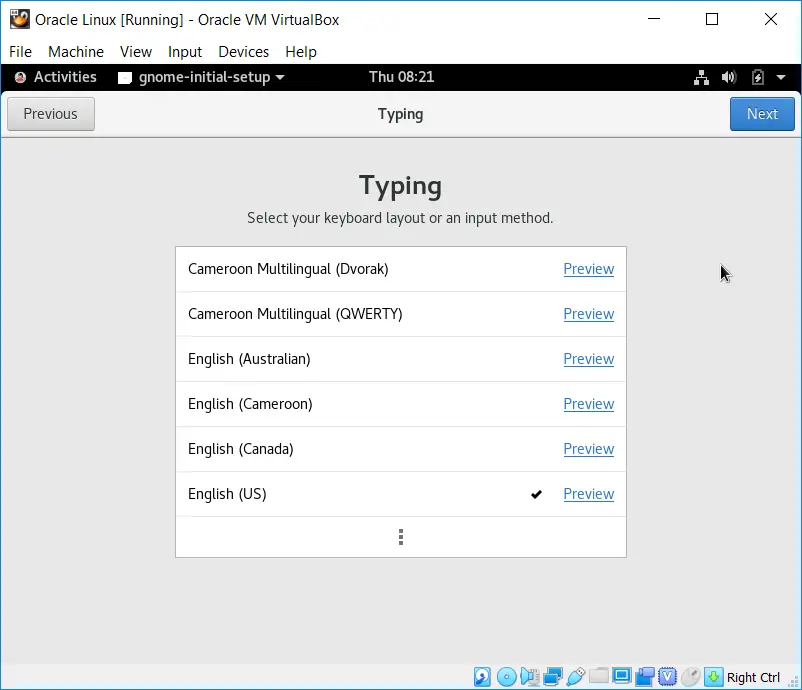 Oracle Linux [Running] - Oracle VM VirtualBox
File Machine View Input Devices Help
Activities gnome-initial-setup Thu 08:21
Previous Typing Next
Typing
Select your keyboard layout or an input method.
Cameroon Multilingual (Dvorak) Preview
Cameroon Multilingual (QWERTY) Preview
English (Australian) Preview
English (Cameroon) Preview
English (Canada) Preview
English (US) Preview
Right Ctrl